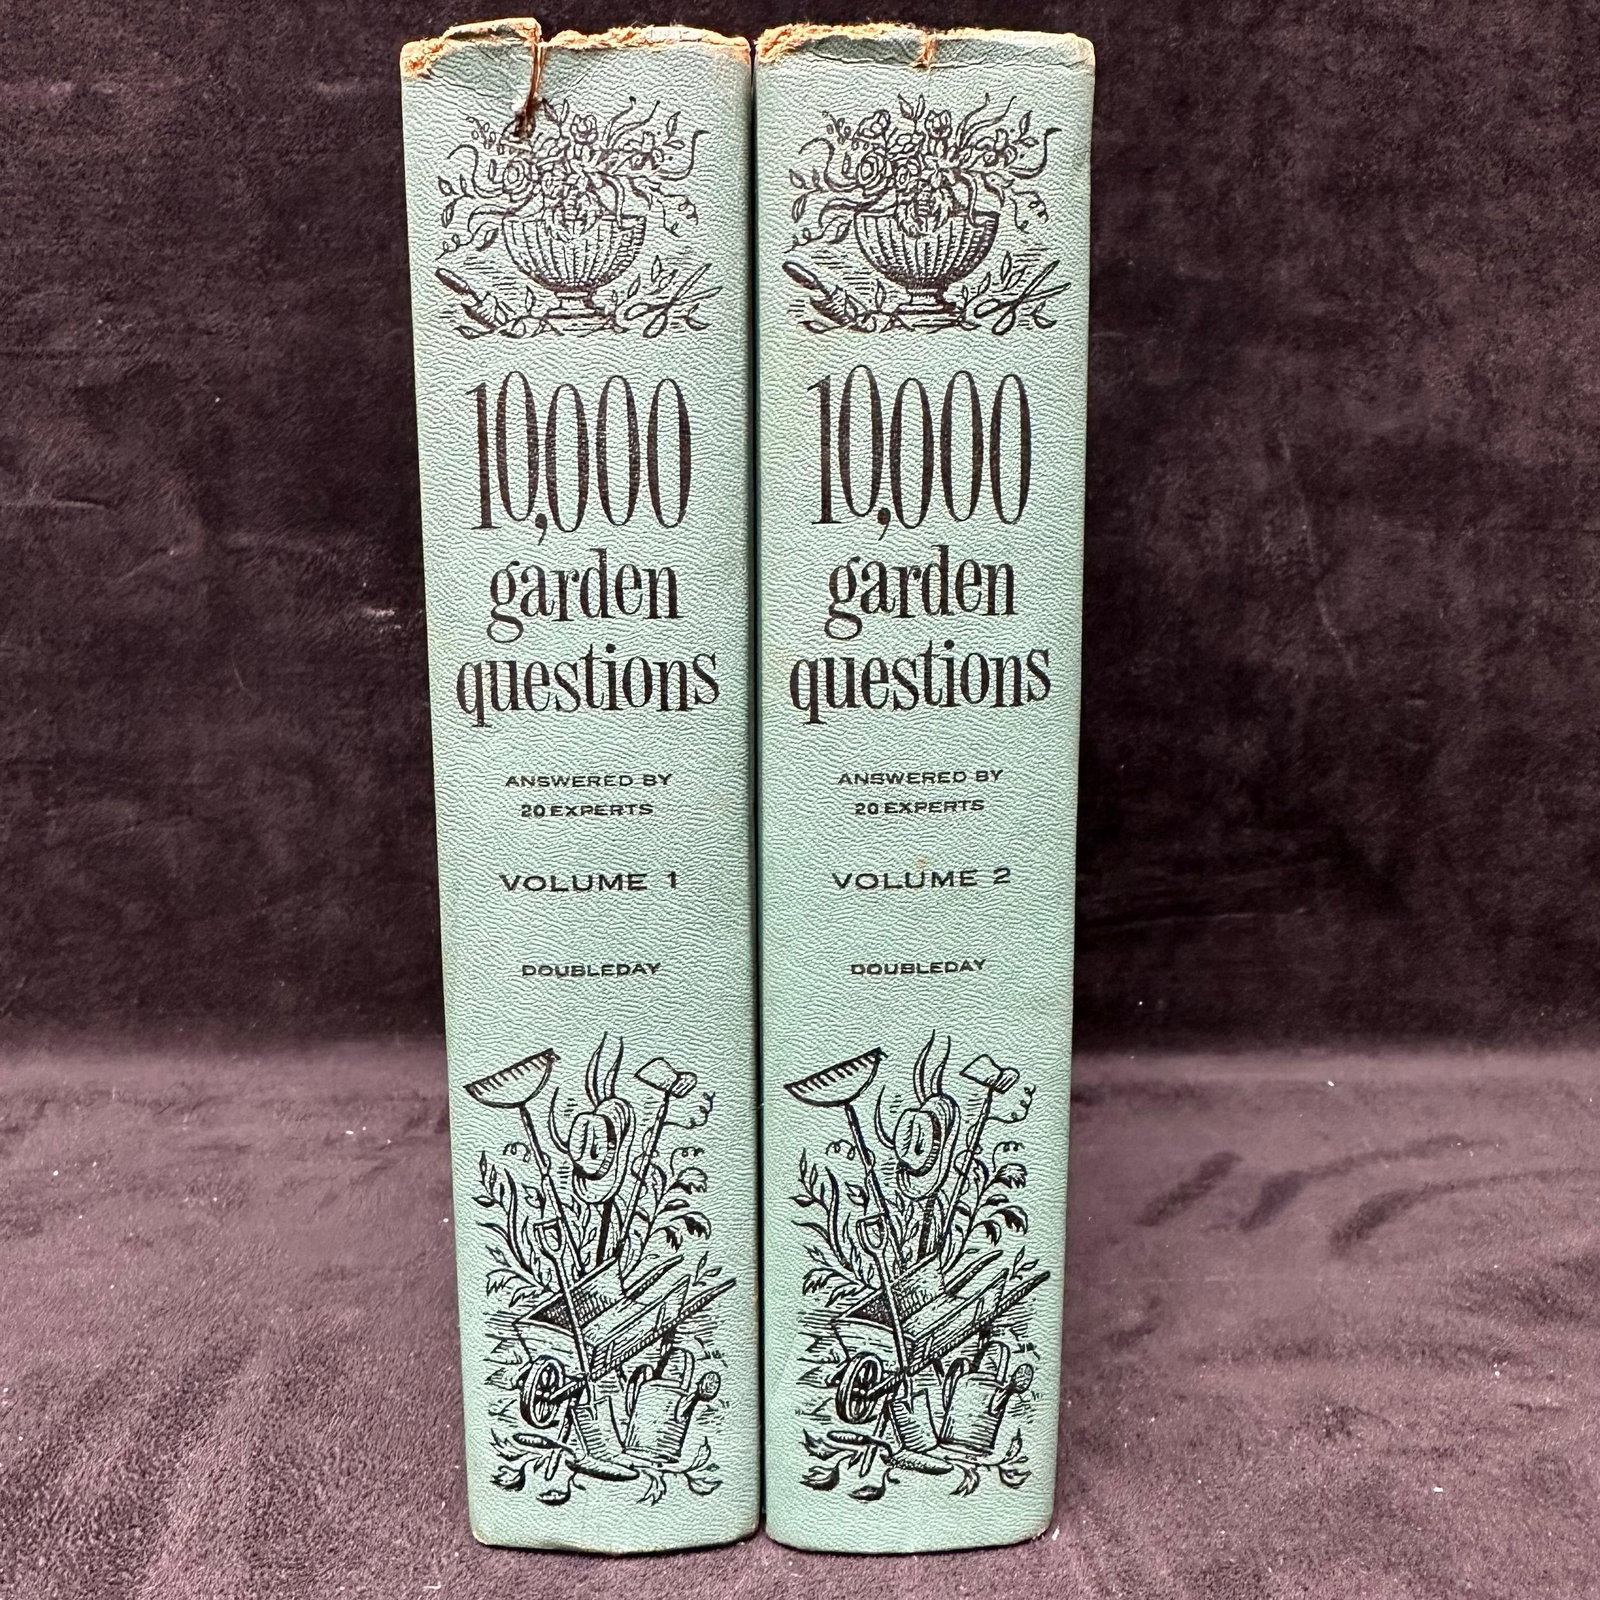 10,000
garden
questions
ANSWERED BY
20 EXPERTS
VOLUME 1
DOUBLEDAY
10,000
garden
questions
ANSWERED BY
20 EXPERTS
VOLUME 2
DOUBLEDAY